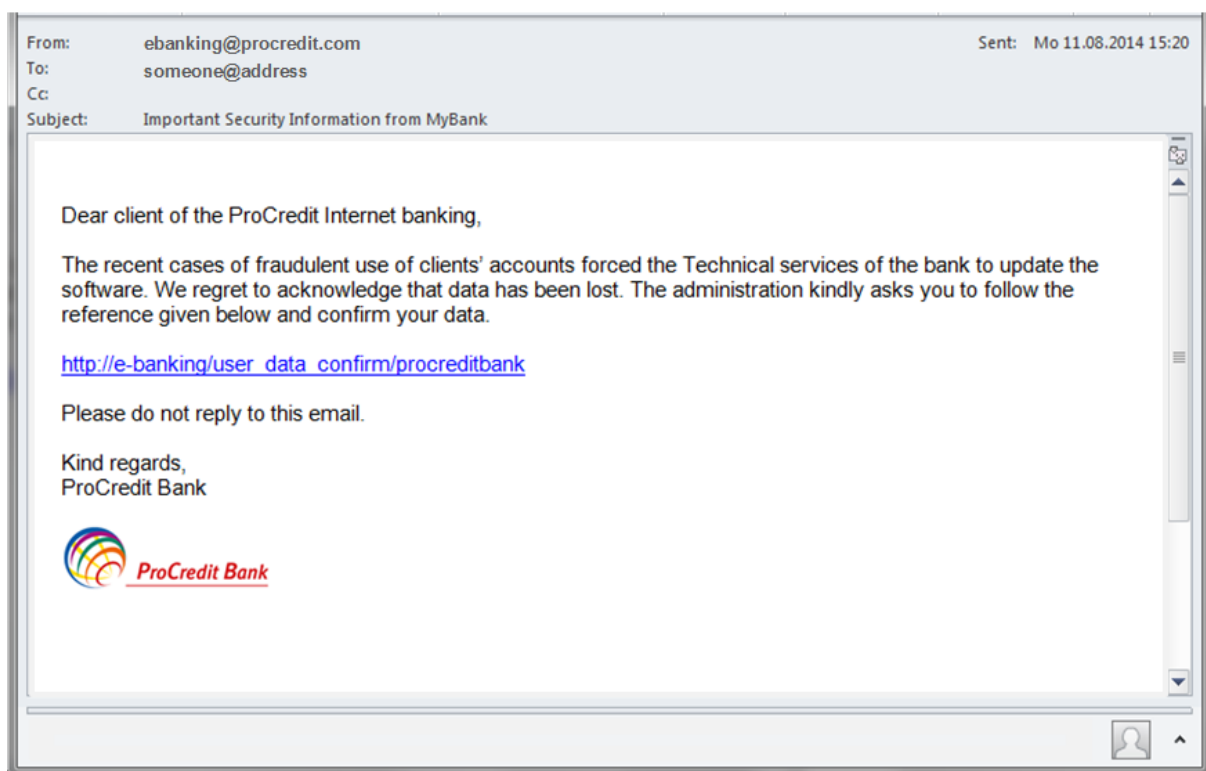 From: ebanking@procredit.com Sent: Mo 11.08.2014 15:20
To: someone@address
Cc:
Subject: Important Security Information from MyBank
Dear client of the ProCredit Internet banking,
The recent cases of fraudulent use of clients’ accounts forced the Technical services of the bank to update the
software. We regret to acknowledge that data has been lost. The administration kindly asks you to follow the
reference given below and confirm your data.
http://e-banking/user_data_confirm/procreditbank
Please do not reply to this email.
Kind regards,
ProCredit Bank
ProCredit Bank